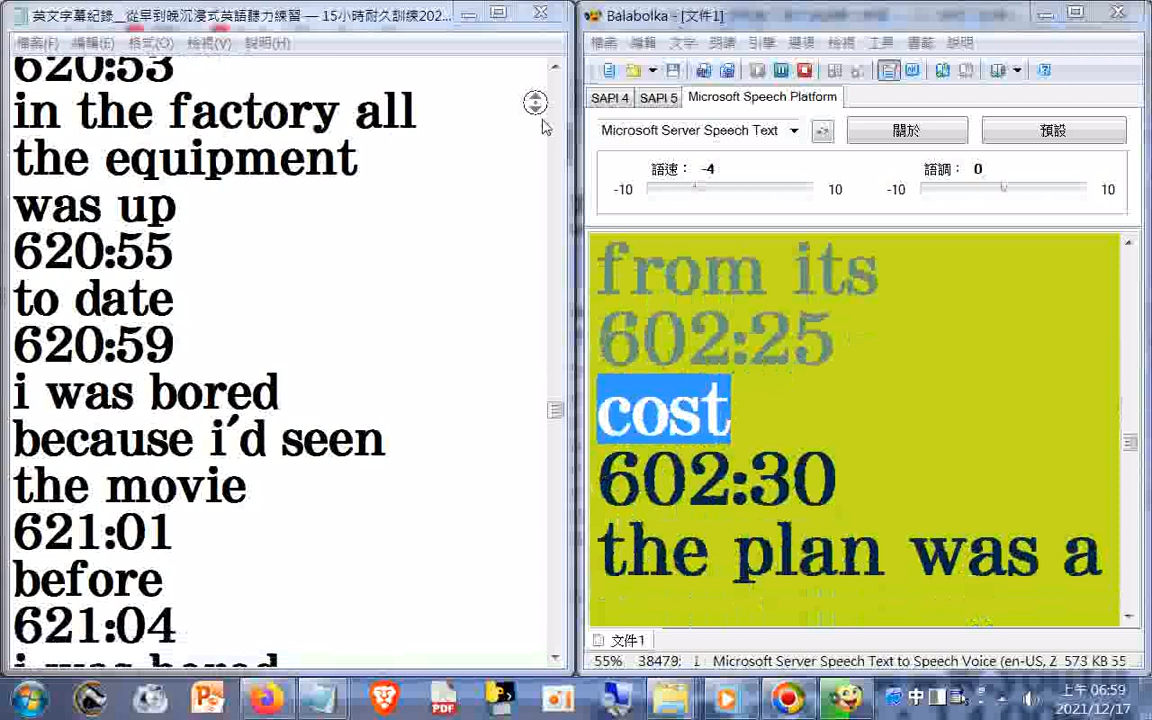 英文字幕紀錄__從早到晚沉浸式英語聽力練習 — 15小時耐久訓練202...
檔案(F) 編輯(E) 格式(O) 檢視(V) 說明(H)
620:53
in the factory all
the equipment
was up
620:55
to date
620:59
i was bored
because i'd seen
the movie
621:01
before
621:04
i was bored
Balabolka - [文件1]
檔案 編輯 文字 朗讀 引擎 選項 檢視 工具 書籤 說明
SAPI 4 SAPI 5 Microsoft Speech Platform
Microsoft Server Speech Text 關於 預設
語速: -4 語調: 0
-10 10 -10 10
from its
602:25
cost
602:30
the plan was a
文件1
55% 38479: 1 Microsoft Server Speech Text to Speech Voice (en-US, Z 573 KB 55
PDF 中 上午 06:59
2021/12/17